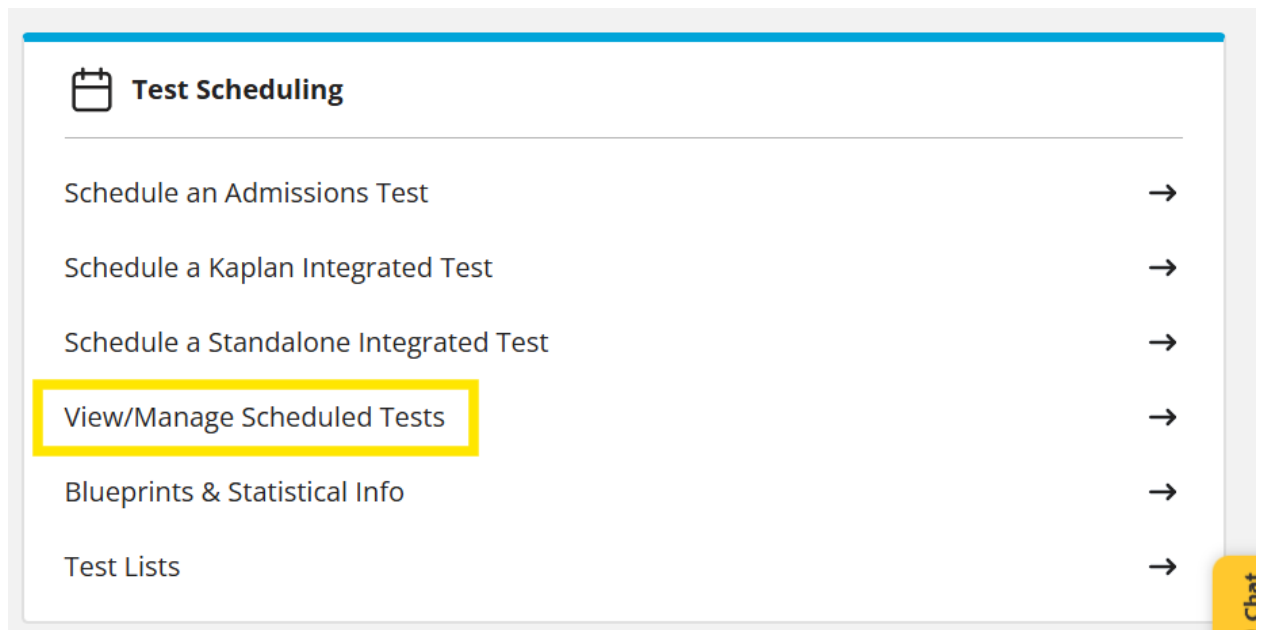 Test Scheduling
Schedule an Admissions Test
Schedule a Kaplan Integrated Test
Schedule a Standalone Integrated Test
View/Manage Scheduled Tests
Blueprints & Statistical Info
Test Lists
Chat